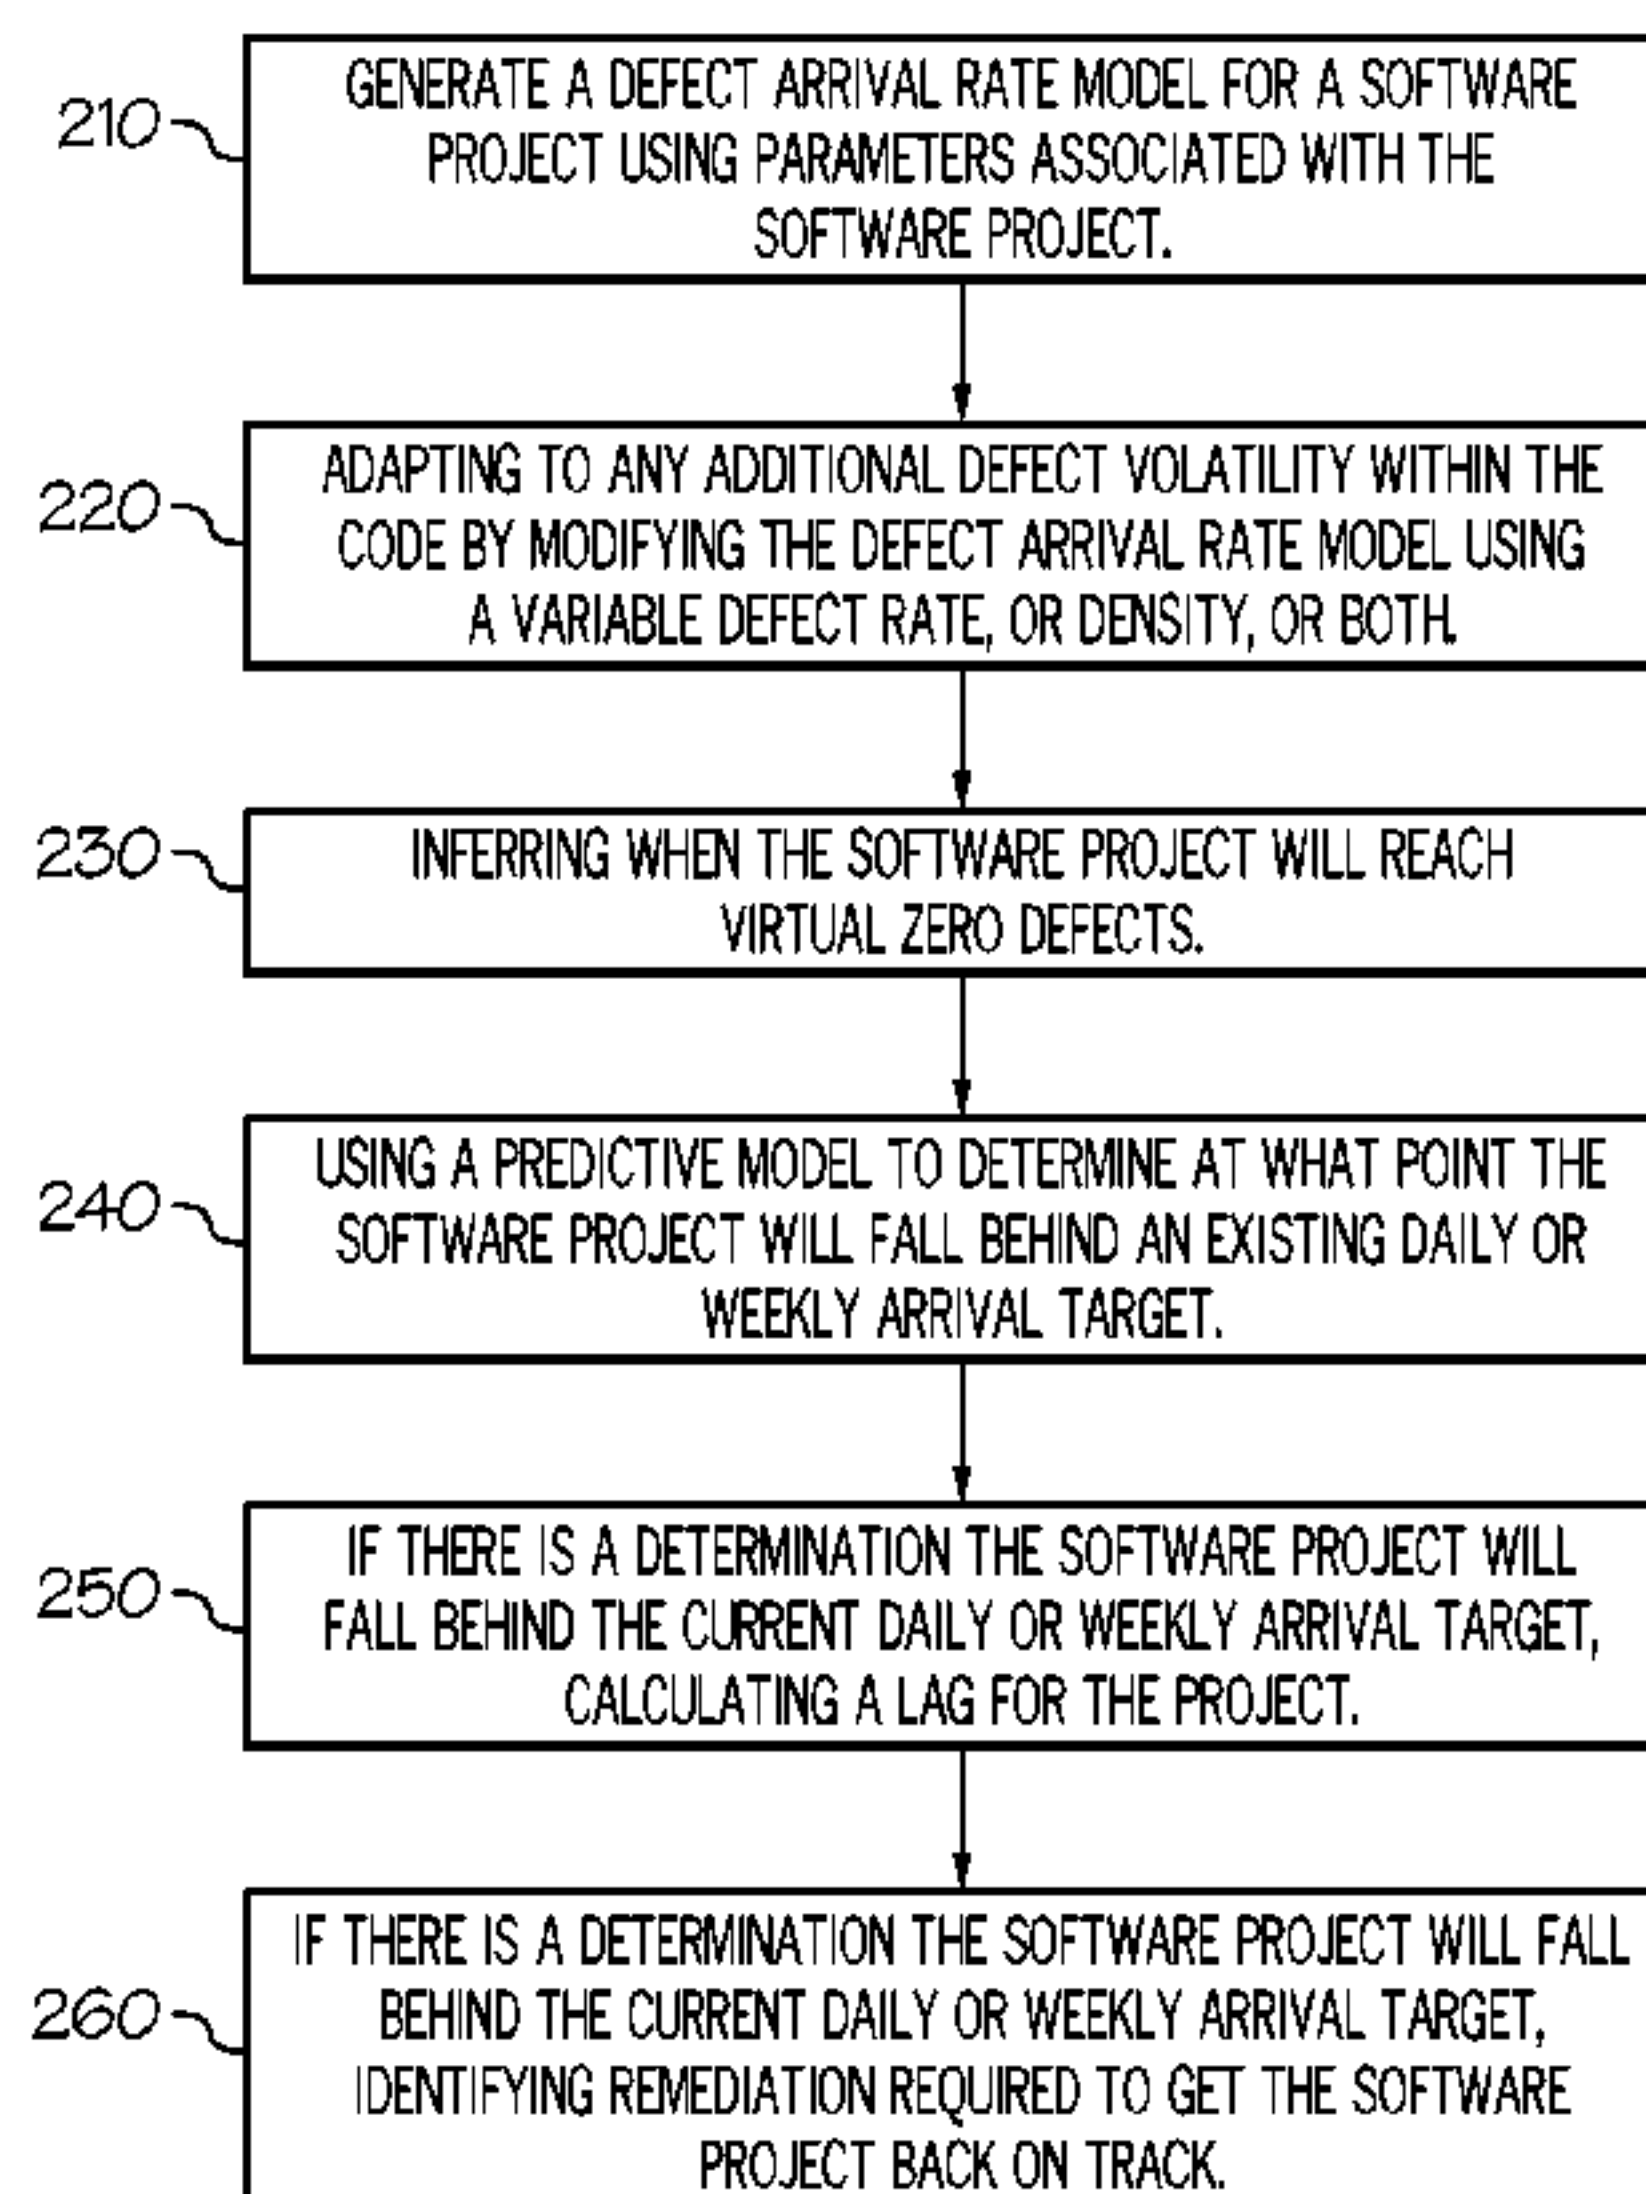 210
GENERATE A DEFECT ARRIVAL RATE MODEL FOR A SOFTWARE
PROJECT USING PARAMETERS ASSOCIATED WITH THE
SOFTWARE PROJECT.
220
ADAPTING TO ANY ADDITIONAL DEFECT VOLATILITY WITHIN THE
CODE BY MODIFYING THE DEFECT ARRIVAL RATE MODEL USING
A VARIABLE DEFECT RATE, OR DENSITY, OR BOTH.
230
INFERRING WHEN THE SOFTWARE PROJECT WILL REACH
VIRTUAL ZERO DEFECTS.
240
USING A PREDICTIVE MODEL TO DETERMINE AT WHAT POINT THE
SOFTWARE PROJECT WILL FALL BEHIND AN EXISTING DAILY OR
WEEKLY ARRIVAL TARGET.
250
IF THERE IS A DETERMINATION THE SOFTWARE PROJECT WILL
FALL BEHIND THE CURRENT DAILY OR WEEKLY ARRIVAL TARGET,
CALCULATING A LAG FOR THE PROJECT.
260
IF THERE IS A DETERMINATION THE SOFTWARE PROJECT WILL FALL
BEHIND THE CURRENT DAILY OR WEEKLY ARRIVAL TARGET,
IDENTIFYING REMEDIATION REQUIRED TO GET THE SOFTWARE
PROJECT BACK ON TRACK.